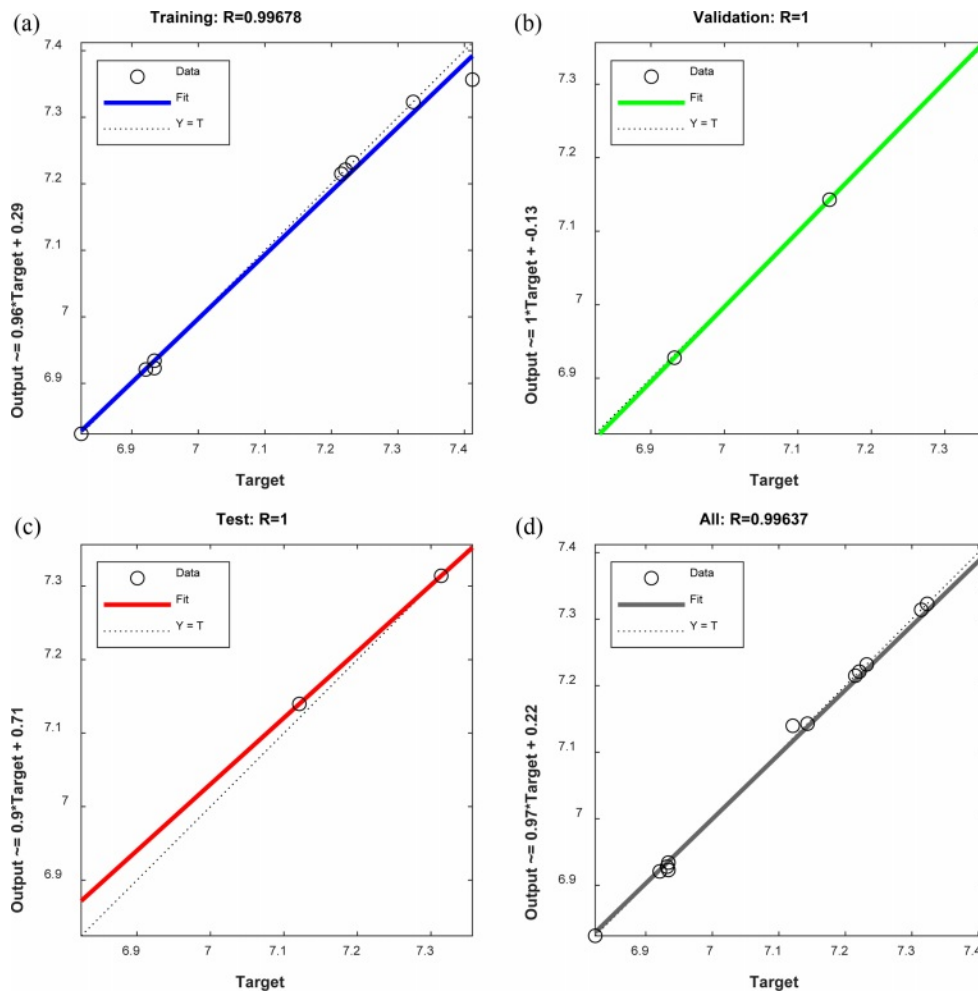 (a)
Training: R=0.99678
Data
Fit
Y = T
7.4
7.3
7.2
7.1
7
6.9
Output ~= 0.96*Target + 0.29
6.9 7 7.1 7.2 7.3 7.4
Target
(b)
Validation: R=1
Data
Fit
Y = T
7.3
7.2
7.1
7
6.9
Output ~= 1*Target + -0.13
6.9 7 7.1 7.2 7.3
Target
(c)
Test: R=1
Data
Fit
Y = T
7.3
7.2
7.1
7
6.9
Output ~= 0.9*Target + 0.71
6.9 7 7.1 7.2 7.3
Target
(d)
All: R=0.99637
Data
Fit
Y = T
7.4
7.3
7.2
7.1
7
6.9
Output ~= 0.97*Target + 0.22
6.9 7 7.1 7.2 7.3 7.4
Target